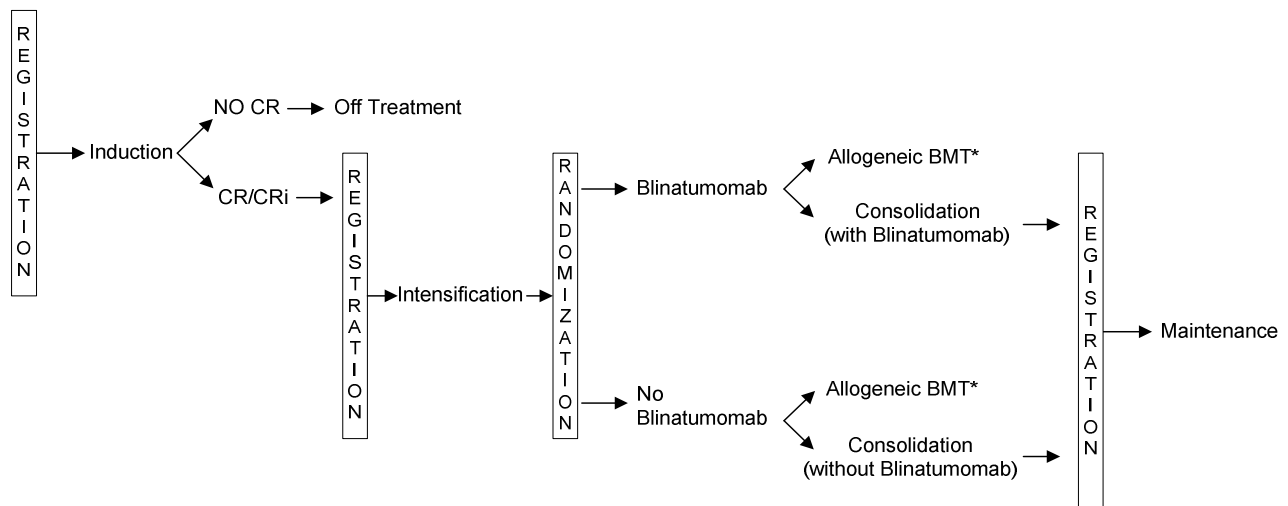 REGISTRATION
Induction
NO CR
Off Treatment
CR/CRi
REGISTRATION
Intensification
RANDOMIZATION
Blinatumomab
Allogeneic BMT*
Consolidation
(with Blinatumomab)
No
Blinatumomab
Allogeneic BMT*
Consolidation
(without Blinatumomab)
REGISTRATION
Maintenance